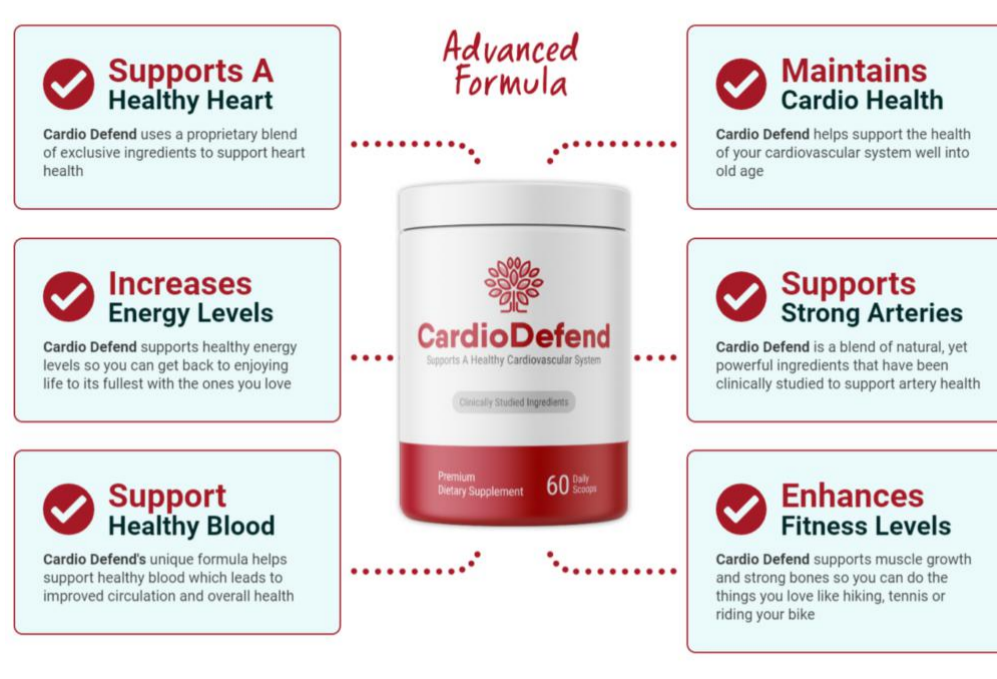 Advanced
Formula
Supports A
Healthy Heart
Cardio Defend uses a proprietary blend
of exclusive ingredients to support heart
health
Increases
Energy Levels
Cardio Defend supports healthy energy
levels so you can get back to enjoying
life to its fullest with the ones you love
Support
Healthy Blood
Cardio Defend's unique formula helps
support healthy blood which leads to
improved circulation and overall health
CardioDefend
Supports A Healthy Cardiovascular System
Clinically Studied Ingredients
Premium
Dietary Supplement
60 Daily
Scoops
Maintains
Cardio Health
Cardio Defend helps support the health
of your cardiovascular system well into
old age
Supports
Strong Arteries
Cardio Defend is a blend of natural, yet
powerful ingredients that have been
clinically studied to support artery health
Enhances
Fitness Levels
Cardio Defend supports muscle growth
and strong bones so you can do the
things you love like hiking, tennis or
riding your bike